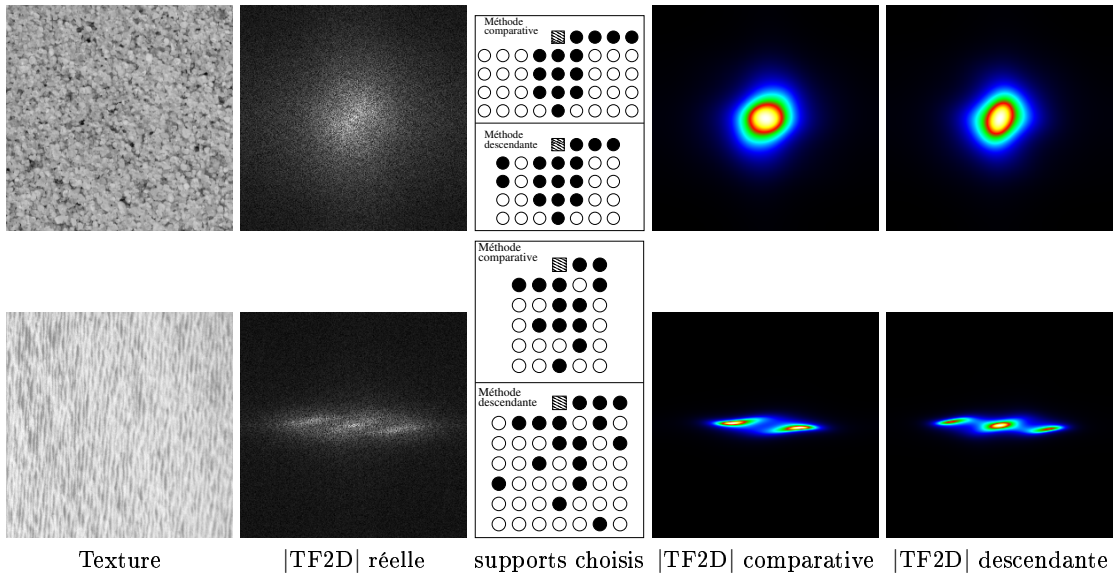 Méthode
comparative
Méthode
descendante
Méthode
comparative
Méthode
descendante
Texture
|TF2D| réelle
supports choisis
|TF2D| comparative
|TF2D| descendante